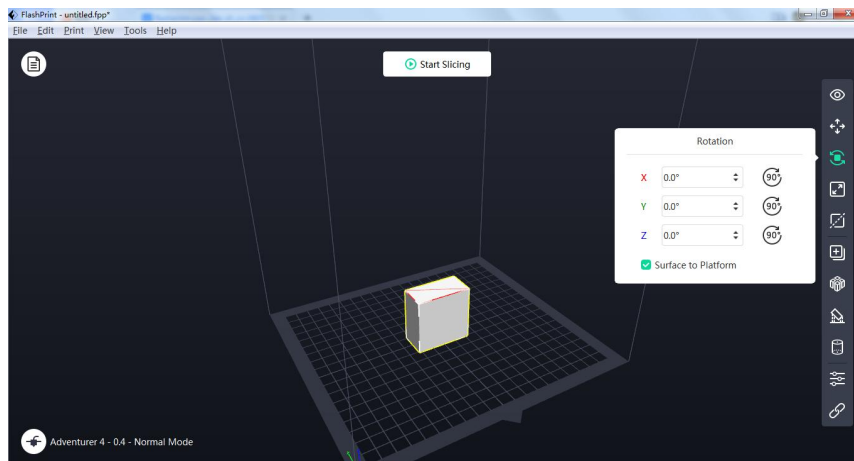 FlashPrint - untitled.fpp*
File Edit Print View Tools Help
Start Slicing
Rotation
X 0.0° 90°
Y 0.0° 90°
Z 0.0° 90°
Surface to Platform
Adventurer 4 - 0.4 - Normal Mode